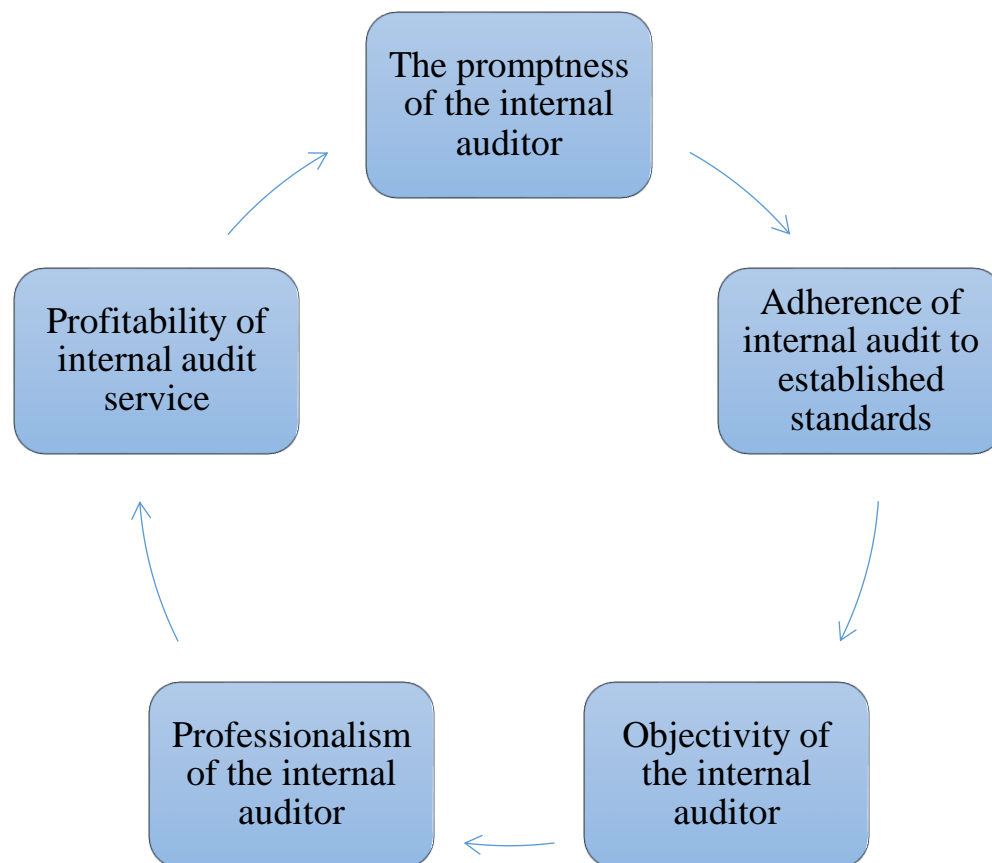 The promptness
of the internal
auditor
Adherence of
internal audit to
established
standards
Objectivity of
the internal
auditor
Professionalism
of the internal
auditor
Profitability of
internal audit
service